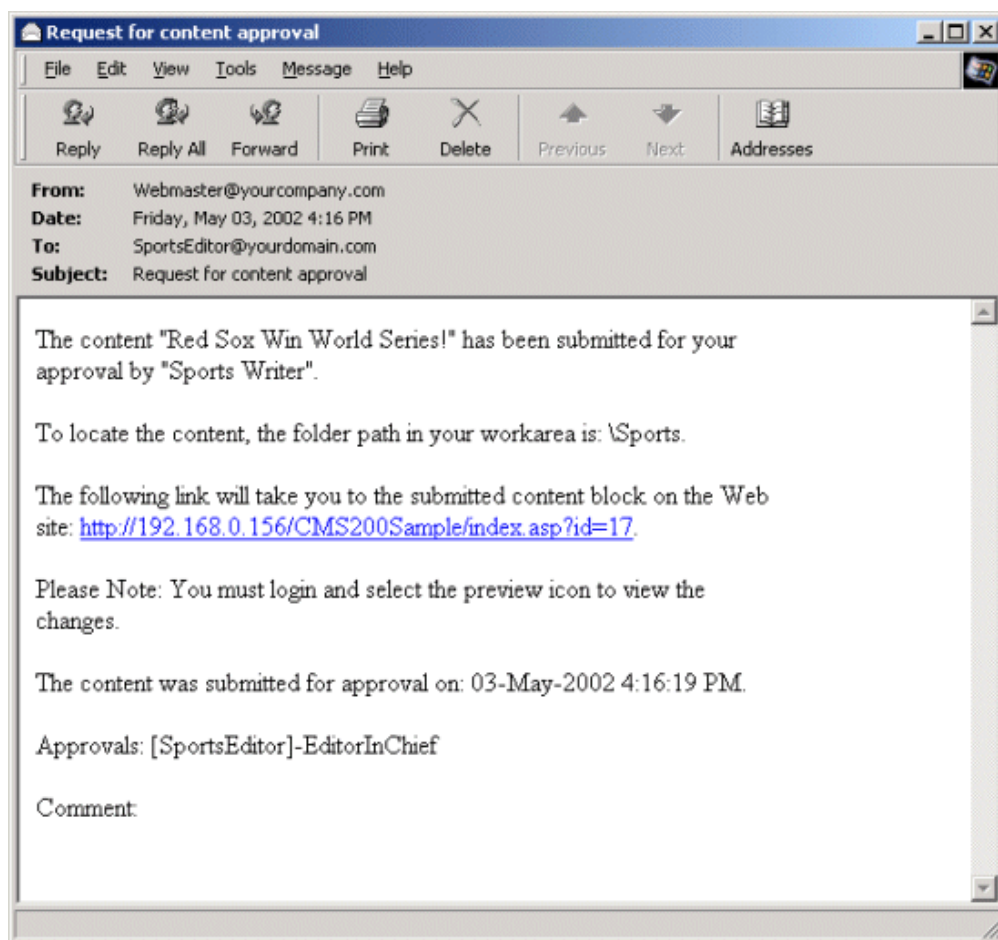 Request for content approval
File Edit View Tools Message Help
Reply Reply All Forward Print Delete Previous Next Addresses
From: Webmaster@yourcompany.com
Date: Friday, May 03, 2002 4:16 PM
To: SportsEditor@yourdomain.com
Subject: Request for content approval
The content "Red Sox Win World Series!" has been submitted for your
approval by "Sports Writer".
To locate the content, the folder path in your workarea is: \Sports.
The following link will take you to the submitted content block on the Web
site: http://192.168.0.156/CMS200Sample/index.asp?id=17.
Please Note: You must login and select the preview icon to view the
changes.
The content was submitted for approval on: 03-May-2002 4:16:19 PM.
Approvals: [SportsEditor]-EditorInChief
Comment: